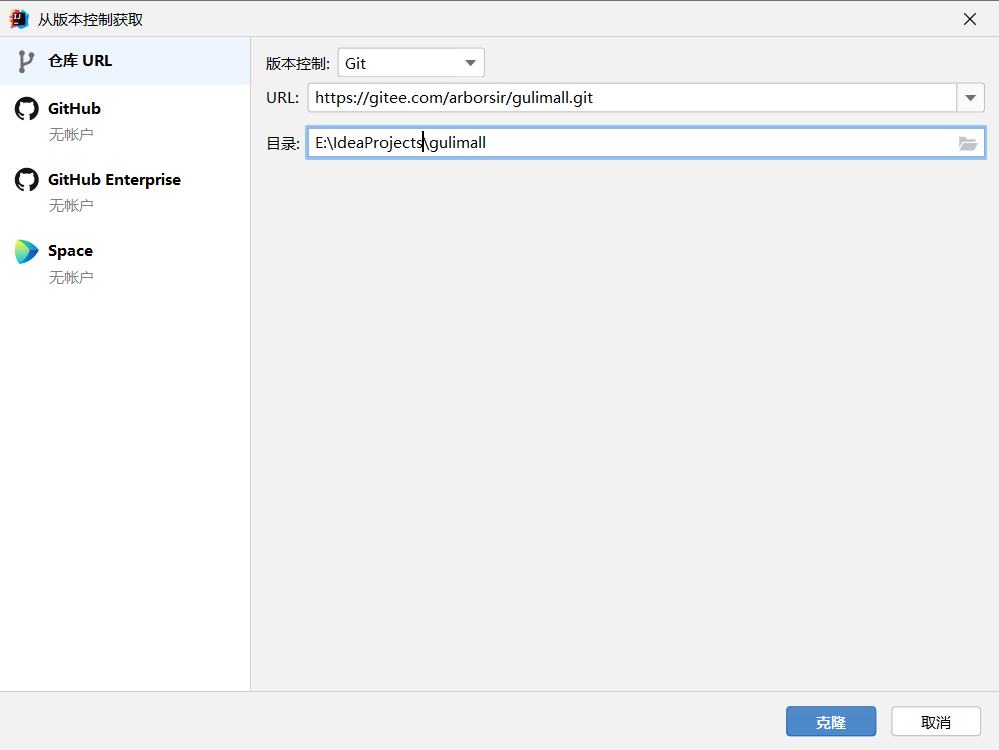 从版本控制获取
仓库 URL
GitHub
无帐户
GitHub Enterprise
无帐户
Space
无帐户
版本控制: Git
URL: https://gitee.com/arborsir/gulimall.git
目录: E:\IdeaProjects\gulimall
克隆 取消